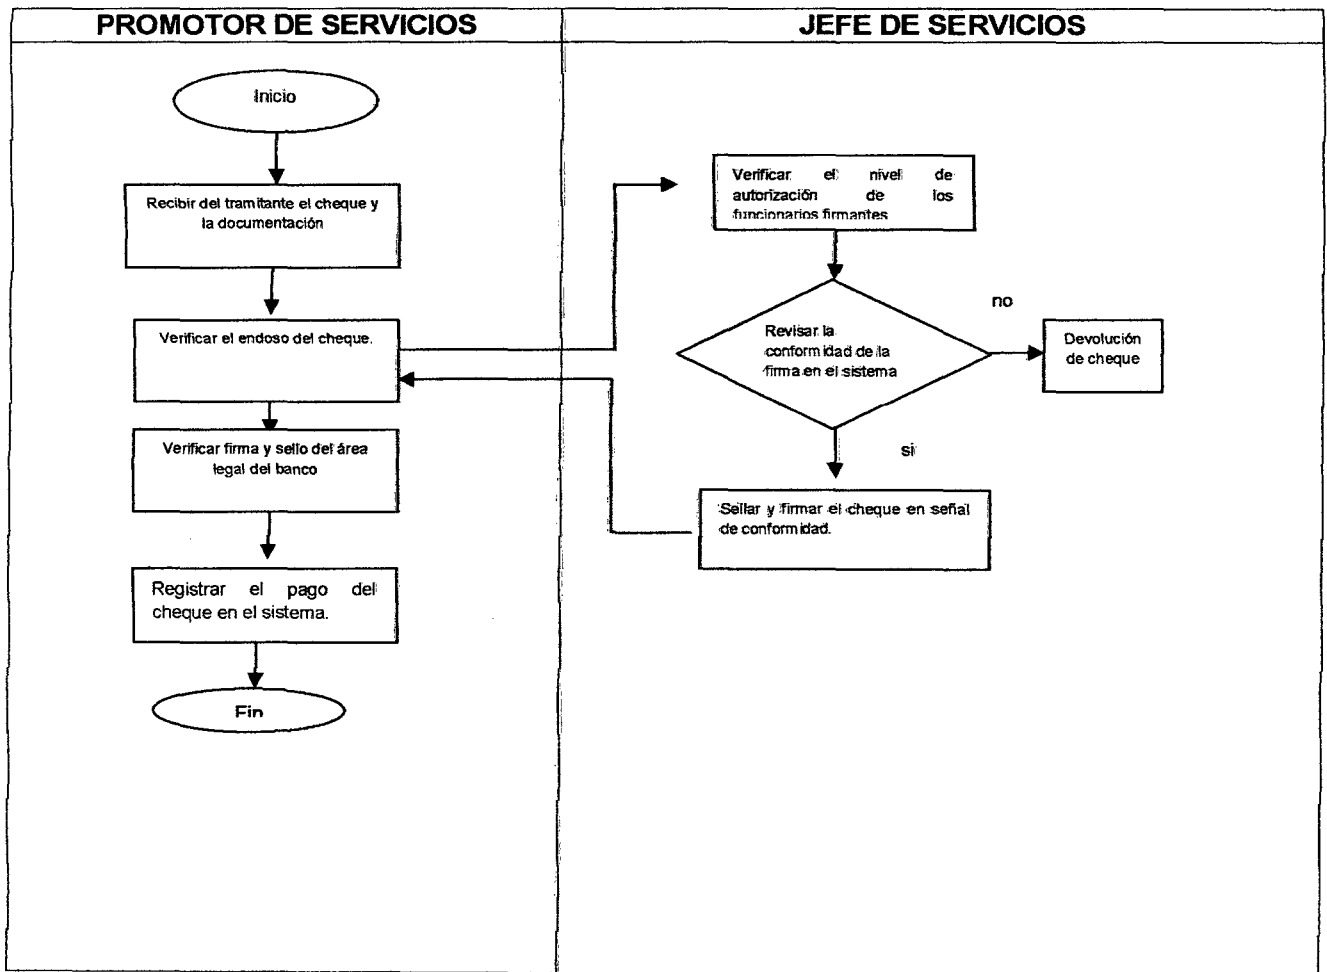 PROMOTOR DE SERVICIOS
JEFE DE SERVICIOS
Inicio
Recibir del tramitante el cheque y
la documentación
Verificar el endoso del cheque.
Verificar firma y sello del área
legal del banco
Registrar el pago del
cheque en el sistema.
Fin
Verificar el nivel de
autorización de los
funcionarios firmantes
Revisar la
conformidad de la
firma en el sistema
no
Devolución
de cheque
si
Sellar y firmar el cheque en señal
de conformidad.